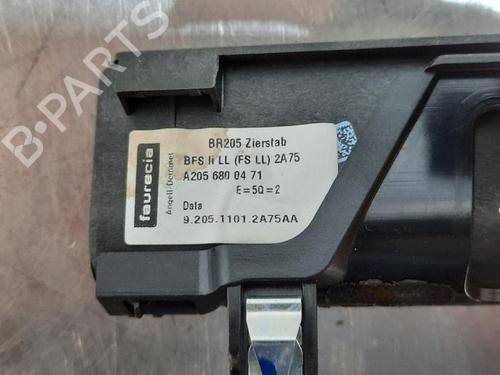 BR205 Zierstab
BFS II LL (FS LL) 2A75
A205 680 04 71
E=5Q=2
Data
9.205.1101.2A75AA
faurecia
Angell-Demmel
B-PARTS